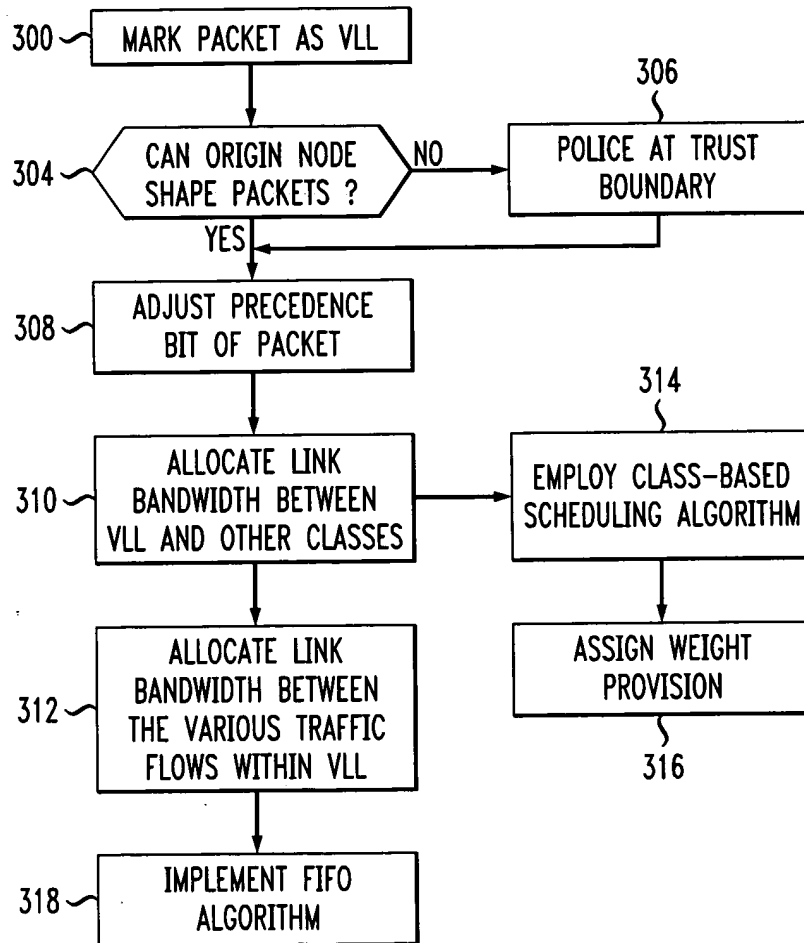 300
MARK PACKET AS VLL
304
CAN ORIGIN NODE
SHAPE PACKETS ?
NO
306
POLICE AT TRUST
BOUNDARY
YES
308
ADJUST PRECEDENCE
BIT OF PACKET
310
ALLOCATE LINK
BANDWIDTH BETWEEN
VLL AND OTHER CLASSES
314
EMPLOY CLASS-BASED
SCHEDULING ALGORITHM
312
ALLOCATE LINK
BANDWIDTH BETWEEN
THE VARIOUS TRAFFIC
FLOWS WITHIN VLL
ASSIGN WEIGHT
PROVISION
316
318
IMPLEMENT FIFO
ALGORITHM